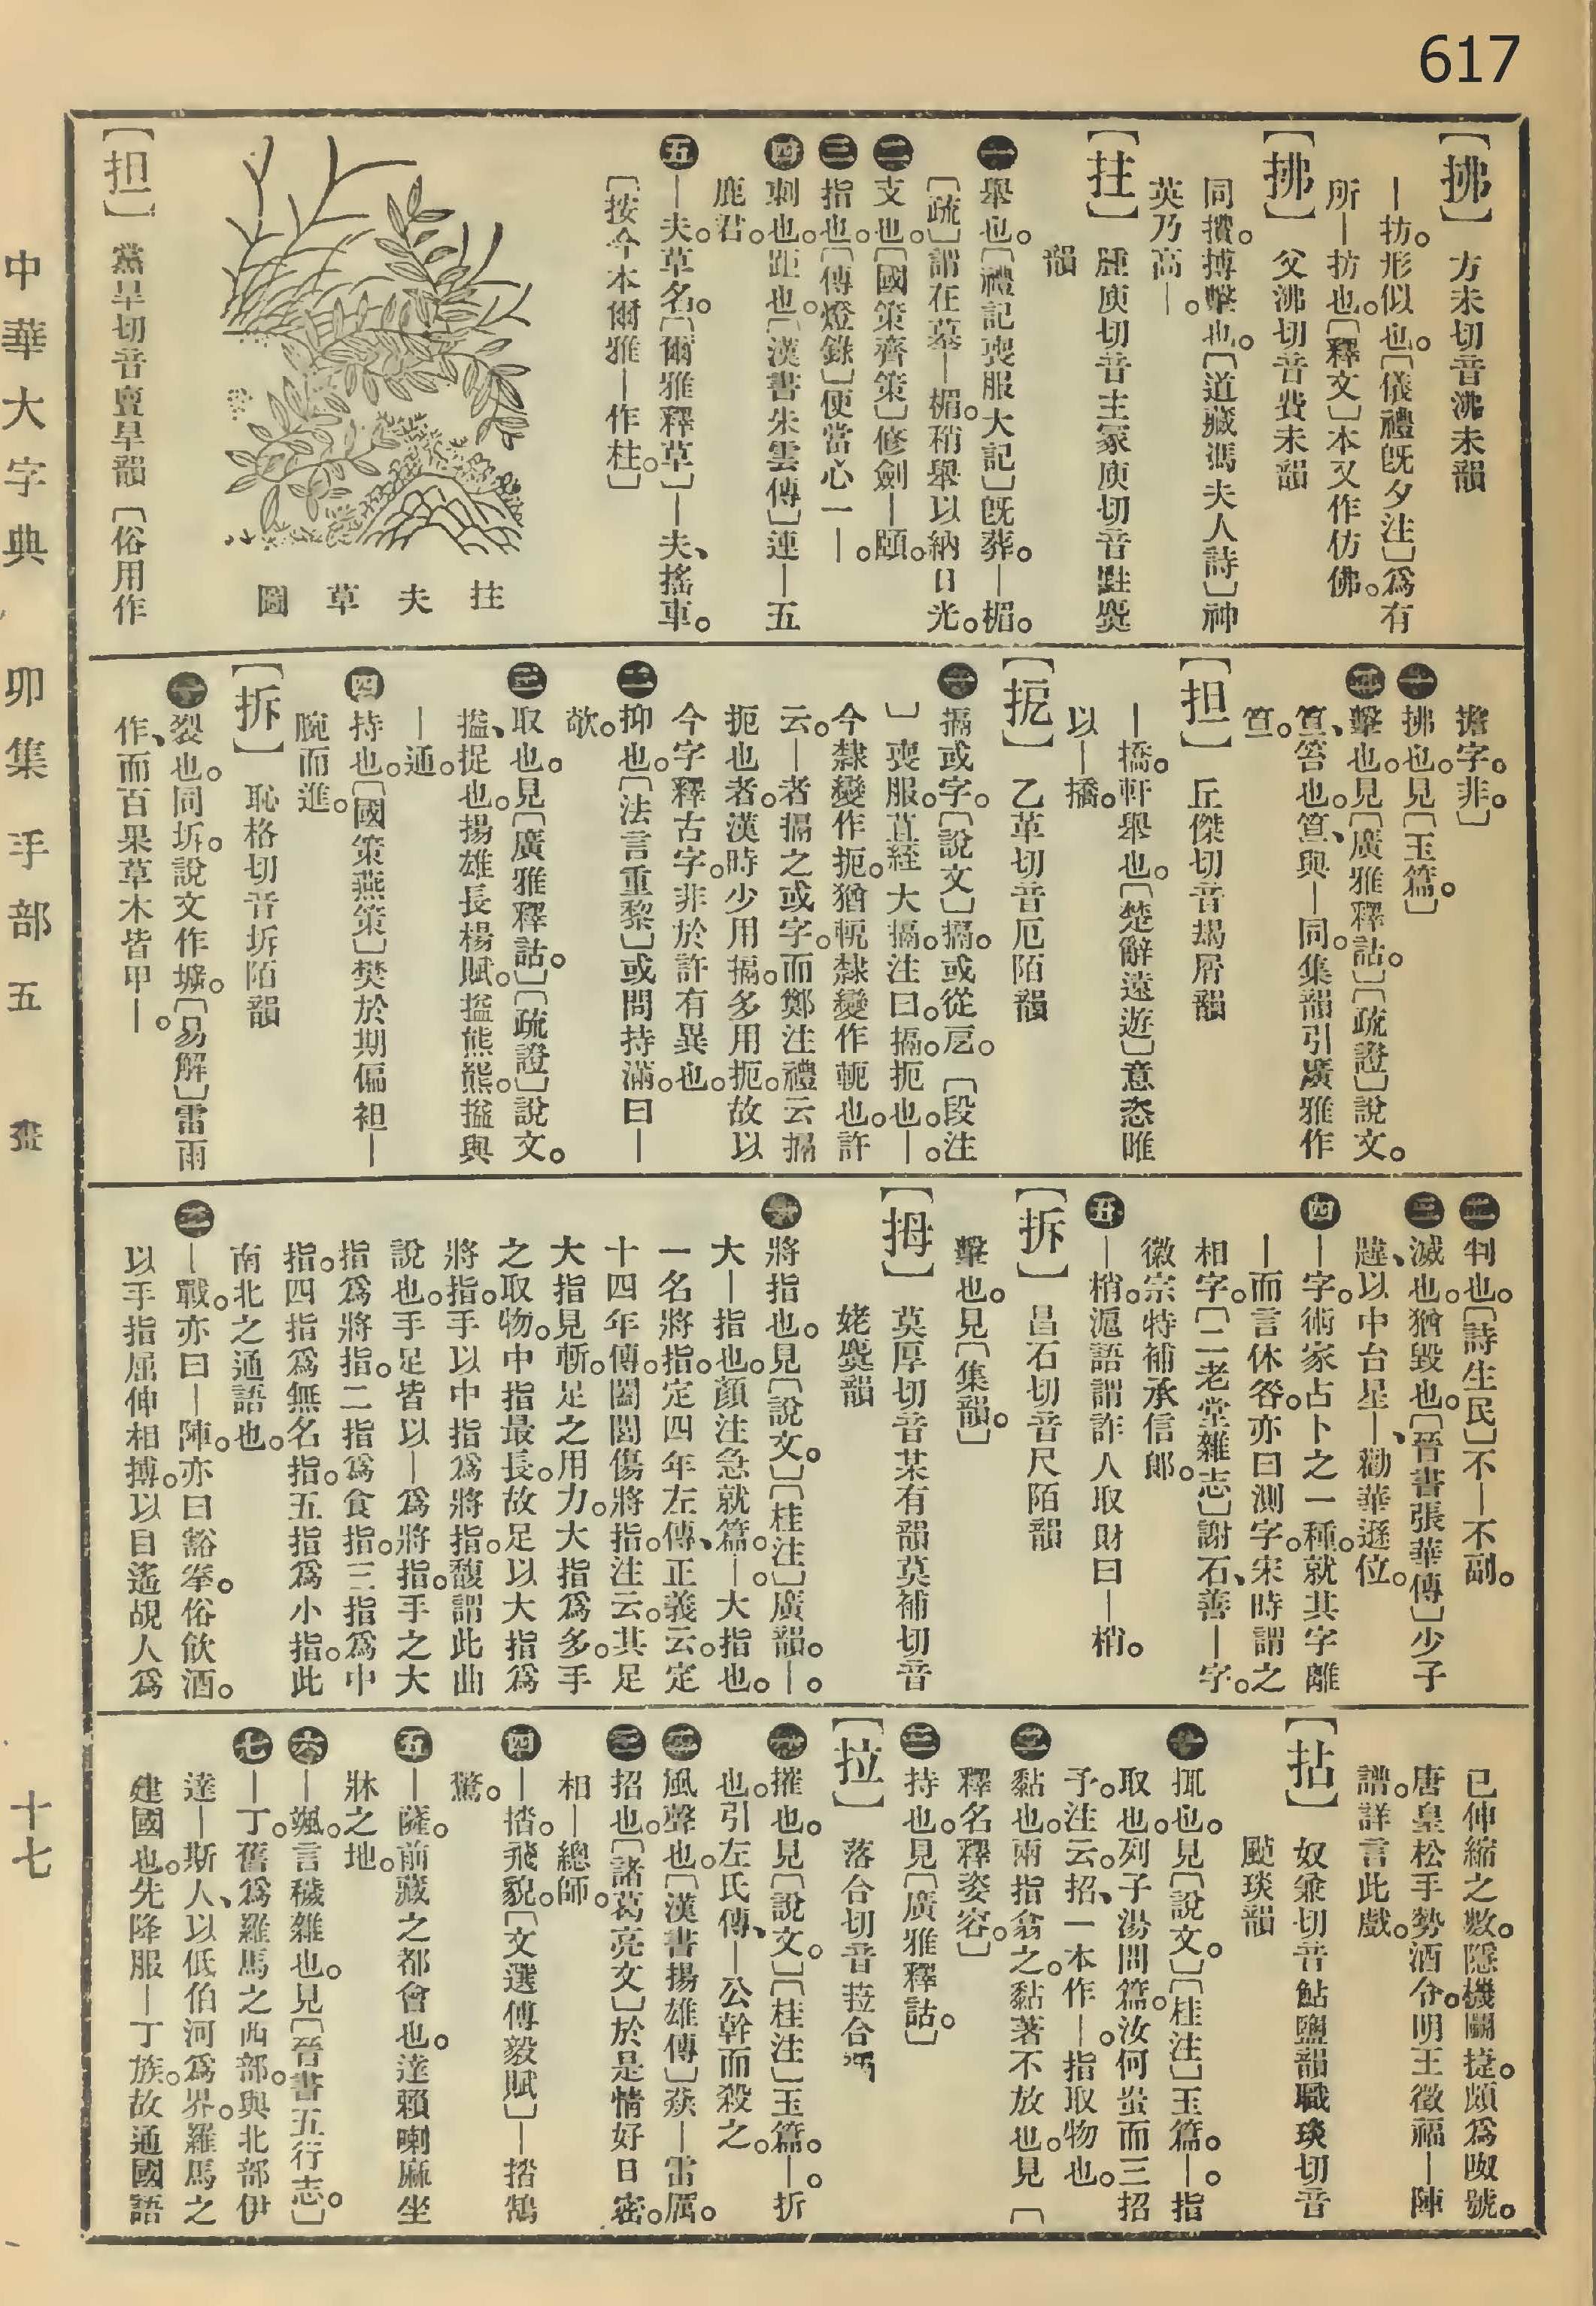 617
【拂】方未切音沸未韻
｜扐。形似也。〔儀禮既夕注〕爲有
所｜扐也。〔釋文〕本又作仿佛。
【拂】父沸切音費未韻
同㩌。搏擊也。〔道藏馮夫人詩〕神
英乃高｜。
【拄】腫庾切音主冢庾切音黈麌
韻
㊀舉也。〔禮記喪服大記〕既葬。｜楣。
〔疏〕謂在墓｜楣。稍舉以納日光。
㊁支也。〔國策齊策〕修劍｜頤。
㊂指也。〔傳燈錄〕便當心一｜。
㊃刺也。距也。〔漢書朱雲傳〕連｜五
鹿君。
㊄｜夫。草名。〔爾雅釋草〕｜夫、搖車。
〔按今本爾雅｜作柱。〕
拄夫草圖
【担】黨旱切音亶旱韻〔俗用作
擔字。非。〕
㊀拂也。見〔玉篇。〕
㊁擊也。見〔廣雅釋詁。〕〔疏證〕說文。
笪、笞也。笪、與｜同。集韻引廣雅作
笪。
【担】丘傑切音朅屑韻
｜撟。軒舉也。〔楚辭遠遊〕意恣睢
以｜撟。
【扼】乙革切音厄陌韻
㊀搹或字。〔說文〕搹。或從戹。〔段注
〕喪服。苴絰大搹。注曰。搹。扼也。｜
今隸變作扼。猶軛隸變作軶也。許
云。｜者搹之或字。而鄭注禮云搹
扼也者。漢時少用搹。多用扼。故以
今字釋古字。非於許有異也。
㊁抑也。〔法言重黎〕或問持滿。曰｜
欹。
㊂取也。見〔廣雅釋詁。〕〔疏證〕說文。
搤、捉也。揚雄長楊賦。搤熊羆。搤與
｜通。
㊃持也。〔國策燕策〕樊於期偏袒｜
腕而進。
【拆】恥格切音坼陌韻
㊀裂也。同坼。說文作㙤。〔易解〕雷雨
作、而百果草木皆甲｜。
㊁判也。〔詩生民〕不｜不副。
㊂滅也。猶毀也。〔晉書張華傳〕少子
韙、以中台星｜、勸華遜位。
㊃｜字。術家占卜之一種。就其字離
｜而言休咎。亦曰測字。宋時謂之
相字。〔二老堂雜志〕謝石、善｜字。
徽宗特補承信郎。
㊄｜梢。滬語謂詐人取財曰｜梢。
【拆】昌石切音尺陌韻
擊也。見〔集韻。〕
【拇】莫厚切音某有韻莫補切音
姥麌韻
㊀將指也。見〔說文。〕〔桂注〕廣韻。｜。
大｜指也。顏注急就篇。｜。大指也。
一名將指。定四年左傳、正義云。定
十四年傳。闔閭傷將指。注云。其足
大指見斬。足之用力。大指爲多。手
之取物。中指最長。故足以大指爲
將指。手以中指爲將指。馥謂此曲
說也。手足皆以｜爲將指。手之大
指爲將指。二指爲食指。三指爲中
指。四指爲無名指。五指爲小指。此
南北之通語也。
㊁｜戰。亦曰｜陣。亦曰豁拳。俗飲酒。
以手指屈伸相搏。以目遙覘人爲
已伸縮之數。隱機鬭捷。頗爲呶號。
唐皇松手勢酒令。明王徵福｜陣
譜。詳言此戲。
【拈】奴兼切音鮎鹽韻職琰切音
颭琰韻
㊀㧗也。見〔說文。〕〔桂注〕玉篇。｜。指
取也。列子湯問篇。汝何蚩而三招
予。注云。招、一本作｜。指取物也。
㊁黏也。兩指翕之。黏著不放也。見〔
釋名釋姿容。〕
㊂持也。見〔廣雅釋詁。〕
【拉】落合切音菈合韻
㊀摧也。見〔說文。〕〔桂注〕玉篇。｜。折
也。引左氏傳、｜公幹而殺之。
㊁風聲也。〔漢書揚雄傳〕猋｜雷厲。
㊂招也。〔諸葛亮文〕於是情好日密。
相｜總師。
㊃｜揩。飛貌。〔文選傅毅賦〕｜揩鵠
驚。
㊄｜薩。前藏之都會也。達賴喇麻坐
牀之地。
㊅｜颯。言穢雜也。見〔晉書五行志。〕
㊆｜丁。舊爲羅馬之西部。與北部伊
達｜斯人、以低伯河爲界。羅馬之
建國也。先降服｜丁族。故通國語
中華大字典 卯集 手部 五畫 十七